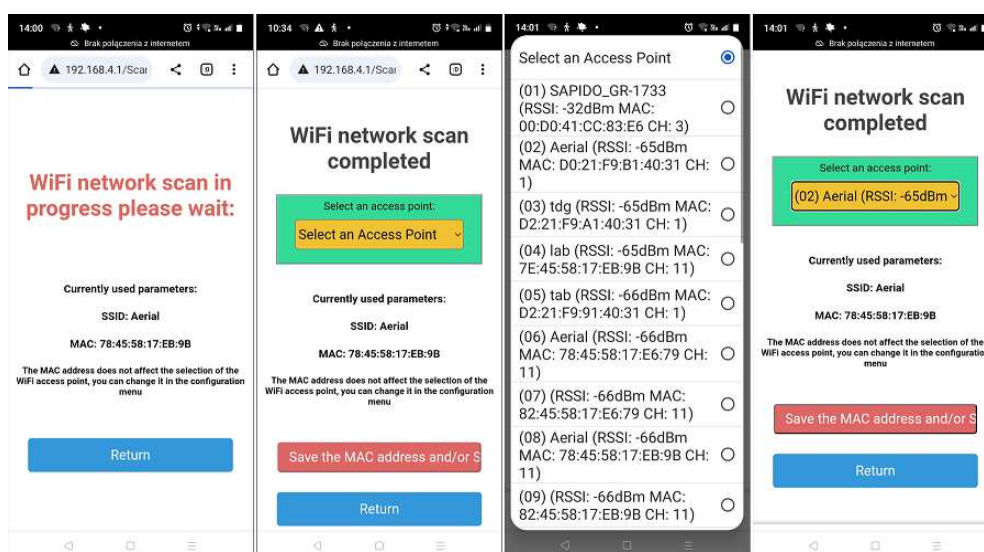 14:00
Brak połączenia z internetem
192.168.4.1/Scar
WiFi network scan in
progress please wait:
Currently used parameters:
SSID: Aerial
MAC: 78:45:58:17:EB:9B
The MAC address does not affect the selection of the
WiFi access point, you can change it in the configuration
menu
Return
10:34
Brak połączenia z internetem
192.168.4.1/Scar
WiFi network scan
completed
Select an access point:
Select an Access Point
Currently used parameters:
SSID: Aerial
MAC: 78:45:58:17:EB:9B
The MAC address does not affect the selection of the
WiFi access point, you can change it in the configuration
menu
Save the MAC address and/or S
Return
14:01
Brak połączenia z internetem
Select an Access Point
(01) SAPIDO_GR-1733
(RSSI: -32dBm MAC:
00:D0:41:CC:83:E6 CH: 3)
(02) Aerial (RSSI: -65dBm
MAC: D0:21:F9:B1:40:31 CH:
1)
(03) tdg (RSSI: -65dBm MAC:
D2:21:F9:A1:40:31 CH: 1)
(04) lab (RSSI: -65dBm MAC:
7E:45:58:17:EB:9B CH: 11)
(05) tab (RSSI: -66dBm MAC:
D2:21:F9:91:40:31 CH: 1)
(06) Aerial (RSSI: -66dBm
MAC: 78:45:58:17:E6:79 CH:
11)
(07) (RSSI: -66dBm MAC:
82:45:58:17:E6:79 CH: 11)
(08) Aerial (RSSI: -66dBm
MAC: 78:45:58:17:EB:9B CH:
11)
(09) (RSSI: -66dBm MAC:
82:45:58:17:EB:9B CH: 11)
14:01
Brak połączenia z internetem
WiFi network scan
completed
Select an access point:
(02) Aerial (RSSI: -65dBm
Currently used parameters:
SSID: Aerial
MAC: 78:45:58:17:EB:9B
The MAC address does not affect the selection of the
WiFi access point, you can change it in the configuratio
menu
Save the MAC address and/or S
Return